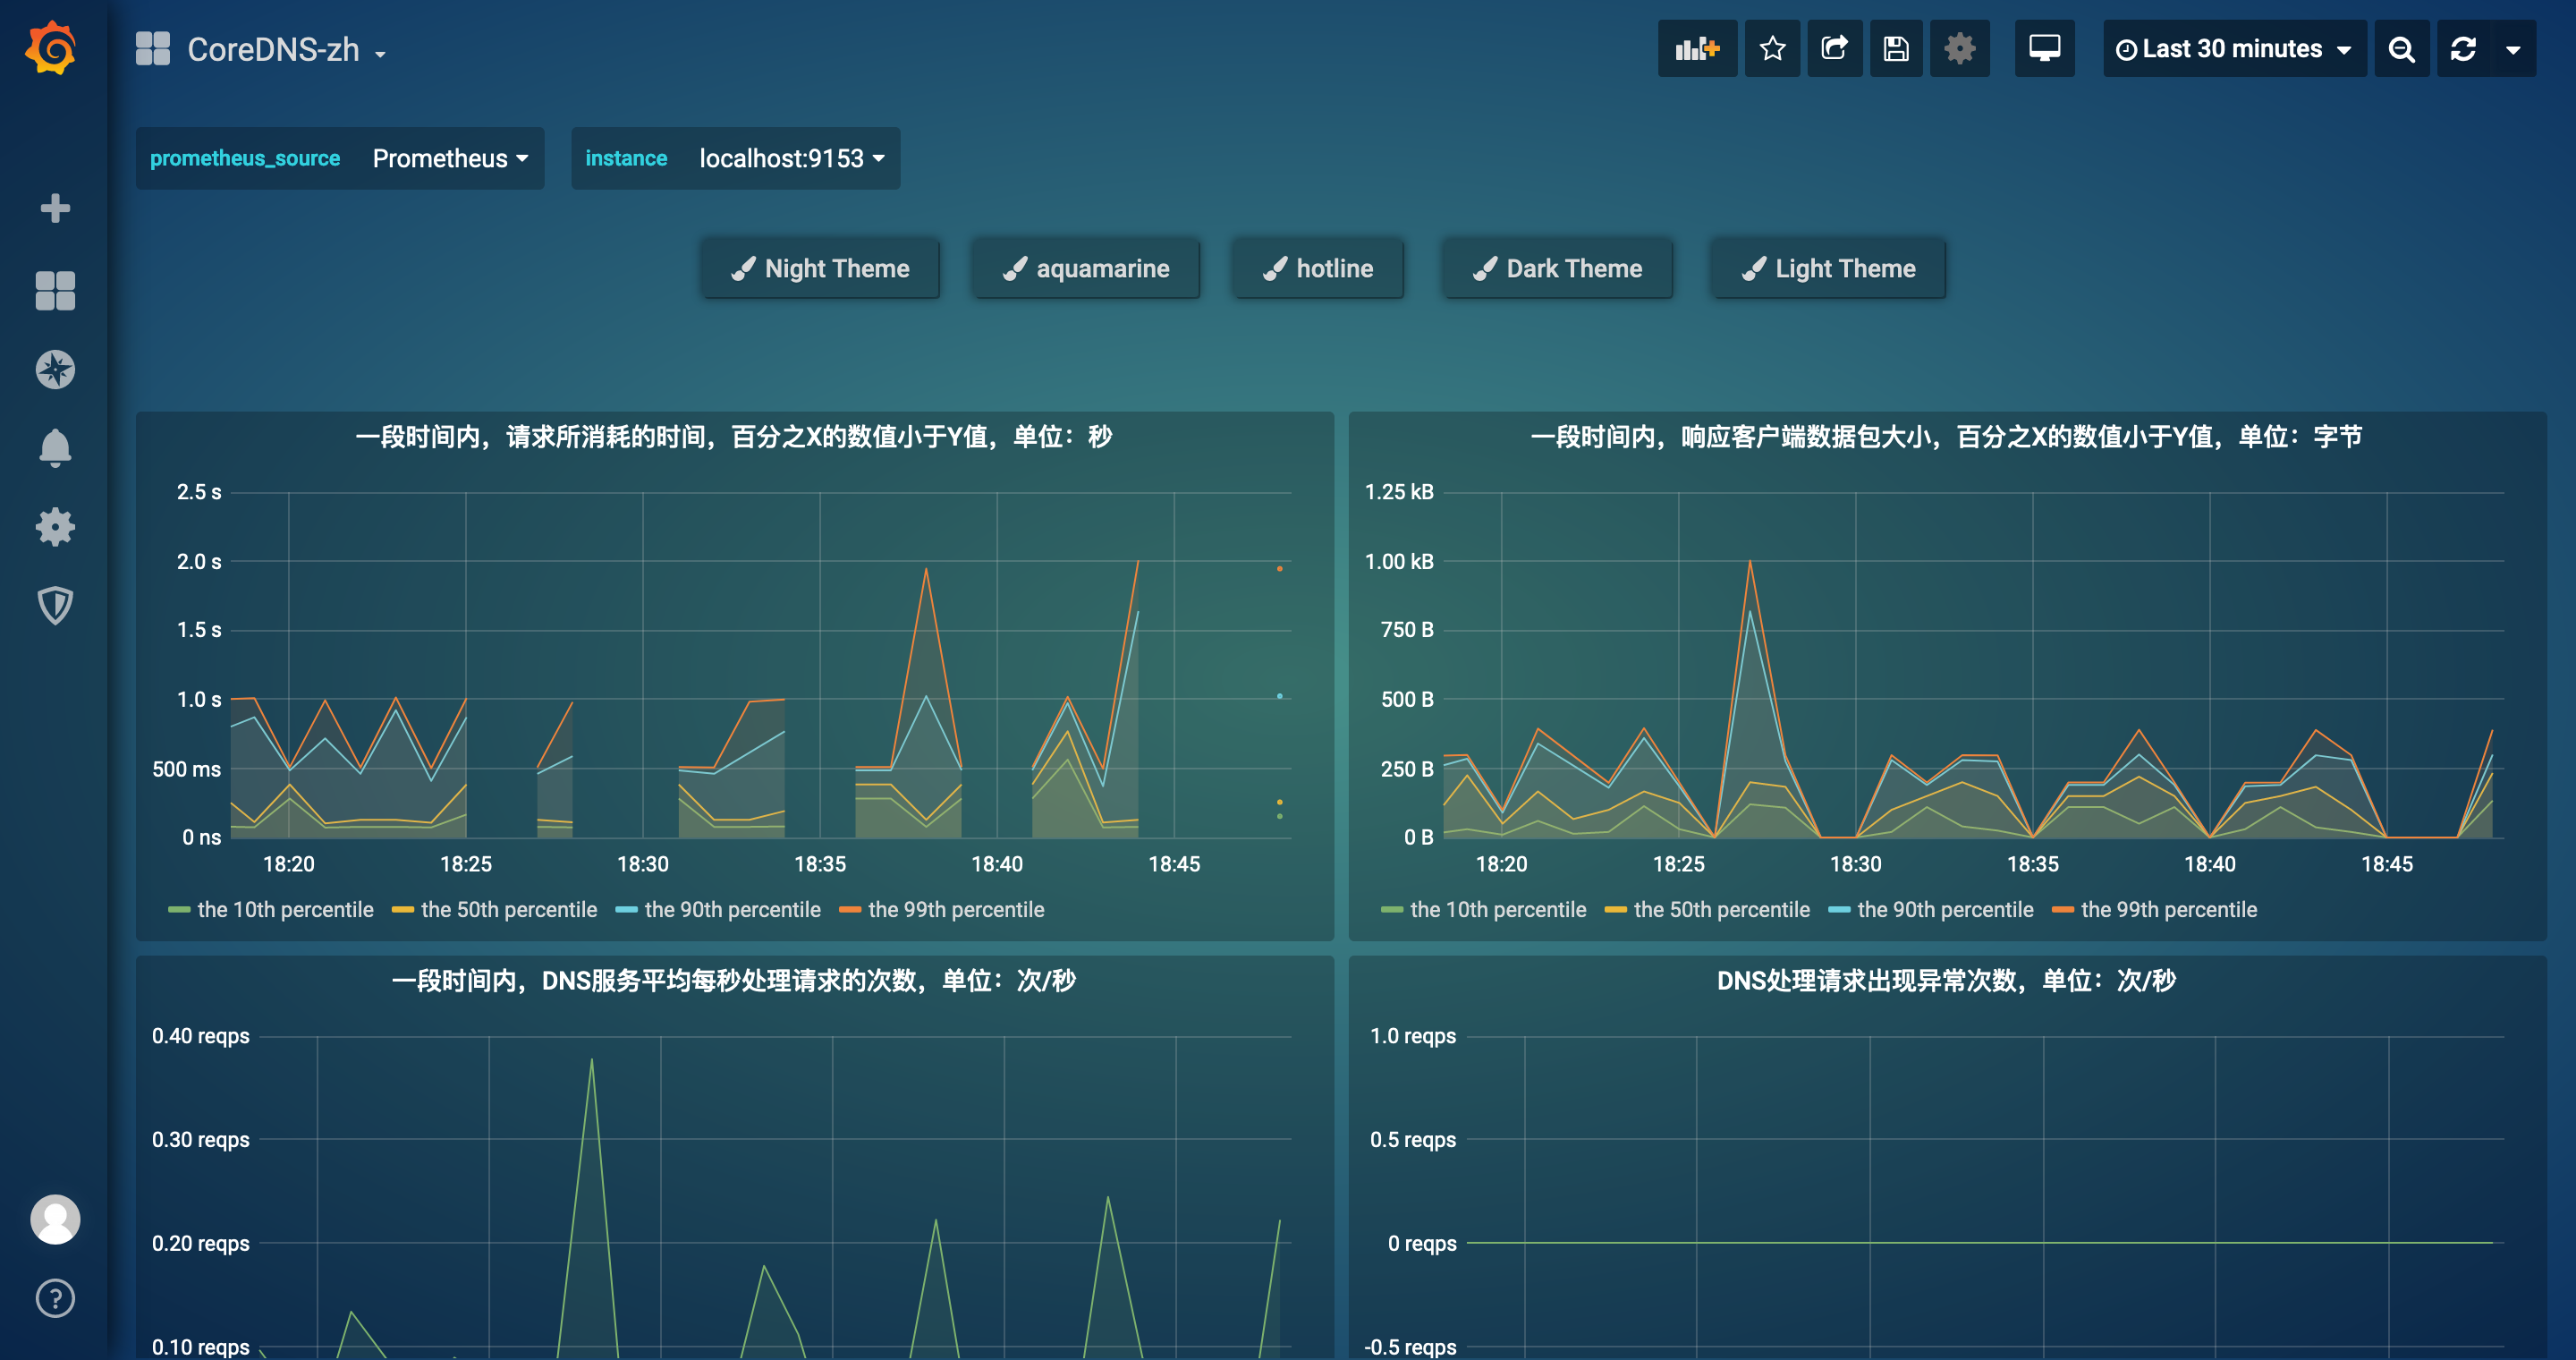 CoreDNS-zh
Last 30 minutes
prometheus_source Prometheus
instance localhost:9153
Night Theme
aquamarine
hotline
Dark Theme
Light Theme
一段时间内，请求所消耗的时间，百分之X的数值小于Y值，单位：秒
2.5 s
2.0 s
1.5 s
1.0 s
500 ms
0 ns
18:20 18:25 18:30 18:35 18:40 18:45
the 10th percentile the 50th percentile the 90th percentile the 99th percentile
一段时间内，响应客户端数据包大小，百分之X的数值小于Y值，单位：字节
1.25 kB
1.00 kB
750 B
500 B
250 B
0 B
18:20 18:25 18:30 18:35 18:40 18:45
the 10th percentile the 50th percentile the 90th percentile the 99th percentile
一段时间内，DNS服务平均每秒处理请求的次数，单位：次/秒
0.40 reqps
0.30 reqps
0.20 reqps
0.10 reqps
DNS处理请求出现异常次数，单位：次/秒
1.0 reqps
0.5 reqps
0 reqps
-0.5 reqps